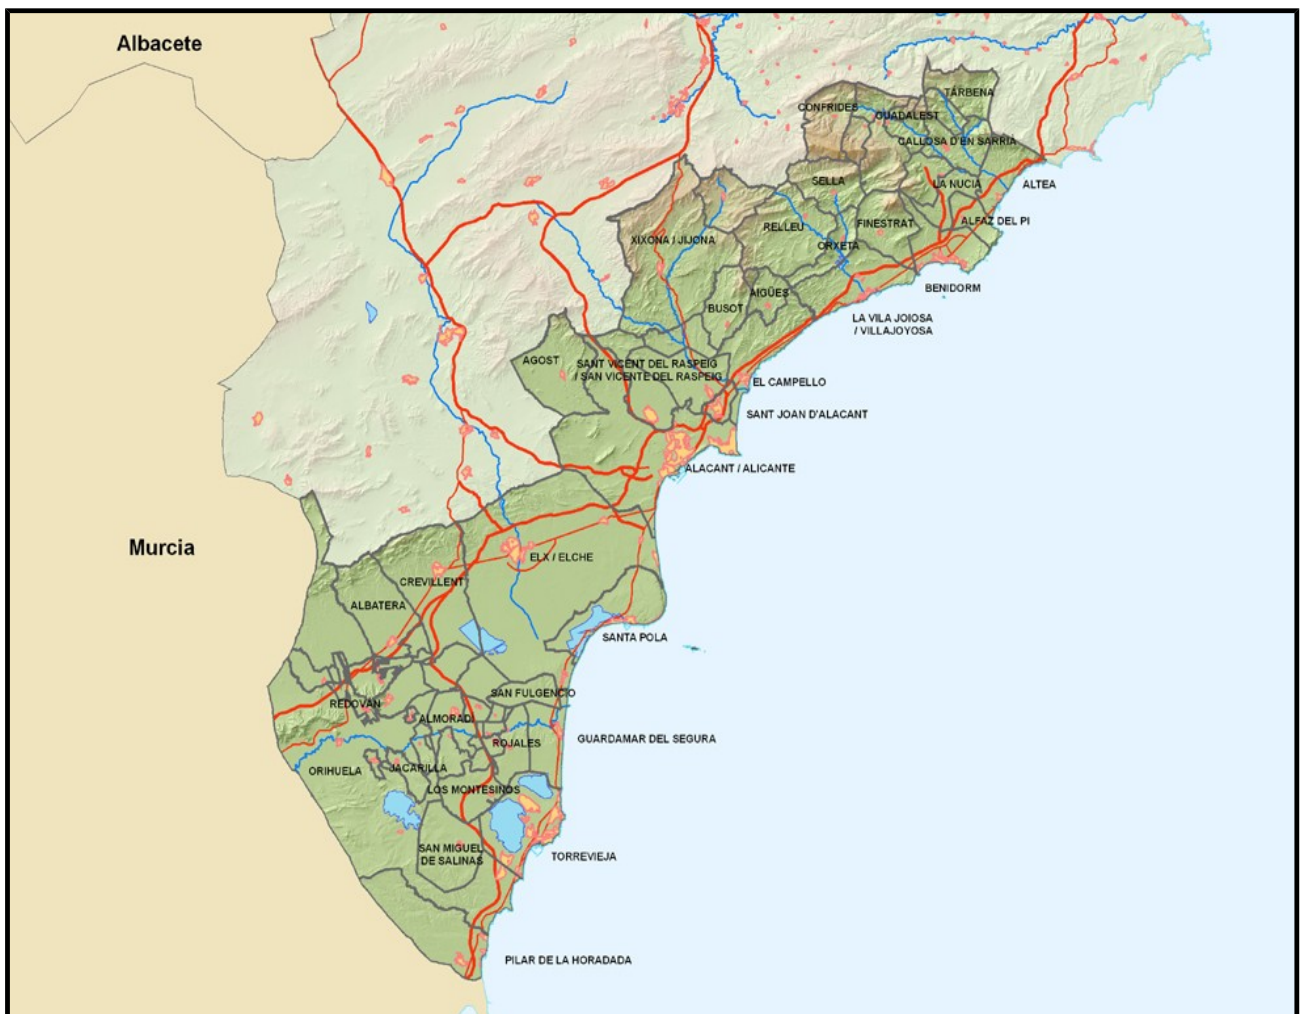 Albacete
TÀRBENA
CONFRIDES
GUADALEST
CALLOSA D'EN SARRIÀ
SELLA
LA NUCIA
ALTEA
ALFAZ DEL PI
FINESTRAT
RELLEU
XIXONA / JIJONA
ORXETA
BENIDORM
AIGÜES
BUSOT
LA VILA JOIOSA
/ VILLAJOYOSA
AGOST
SANT VICENT DEL RASPEIG
/ SAN VICENTE DEL RASPEIG
EL CAMPELLO
SANT JOAN D'ALACANT
ALACANT / ALICANTE
Murcia
ELX / ELCHE
CREVILLENT
ALBATERA
SANTA POLA
SAN FULGENCIO
REDOVÁN
ALMORADÍ
GUARDAMAR DEL SEGURA
ROJALES
ORIHUELA
JACARILLA
LOS MONTESINOS
SAN MIGUEL
DE SALINAS
TORREVIEJA
PILAR DE LA HORADADA